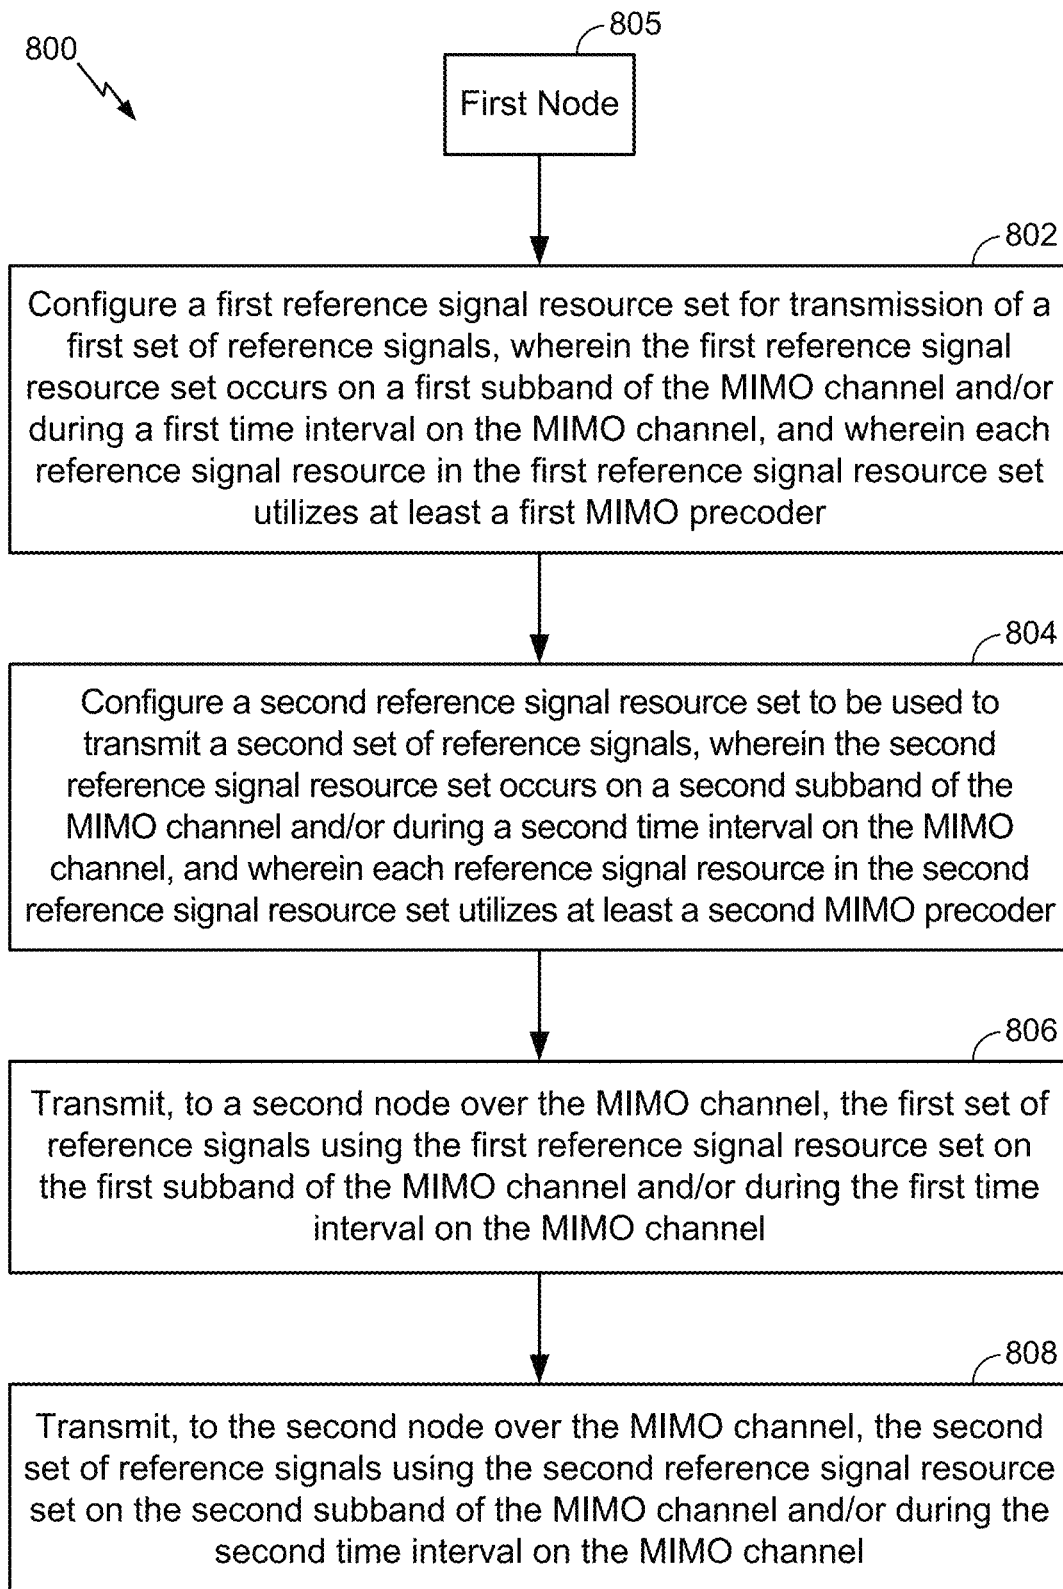 805
800
First Node
802
Configure a first reference signal resource set for transmission of a
first set of reference signals, wherein the first reference signal
resource set occurs on a first subband of the MIMO channel and/or
during a first time interval on the MIMO channel, and wherein each
reference signal resource in the first reference signal resource set
utilizes at least a first MIMO precoder
804
Configure a second reference signal resource set to be used to
transmit a second set of reference signals, wherein the second
reference signal resource set occurs on a second subband of the
MIMO channel and/or during a second time interval on the MIMO
channel, and wherein each reference signal resource in the second
reference signal resource set utilizes at least a second MIMO precoder
806
Transmit, to a second node over the MIMO channel, the first set of
reference signals using the first reference signal resource set on
the first subband of the MIMO channel and/or during the first time
interval on the MIMO channel
808
Transmit, to the second node over the MIMO channel, the second
set of reference signals using the second reference signal resource
set on the second subband of the MIMO channel and/or during the
second time interval on the MIMO channel